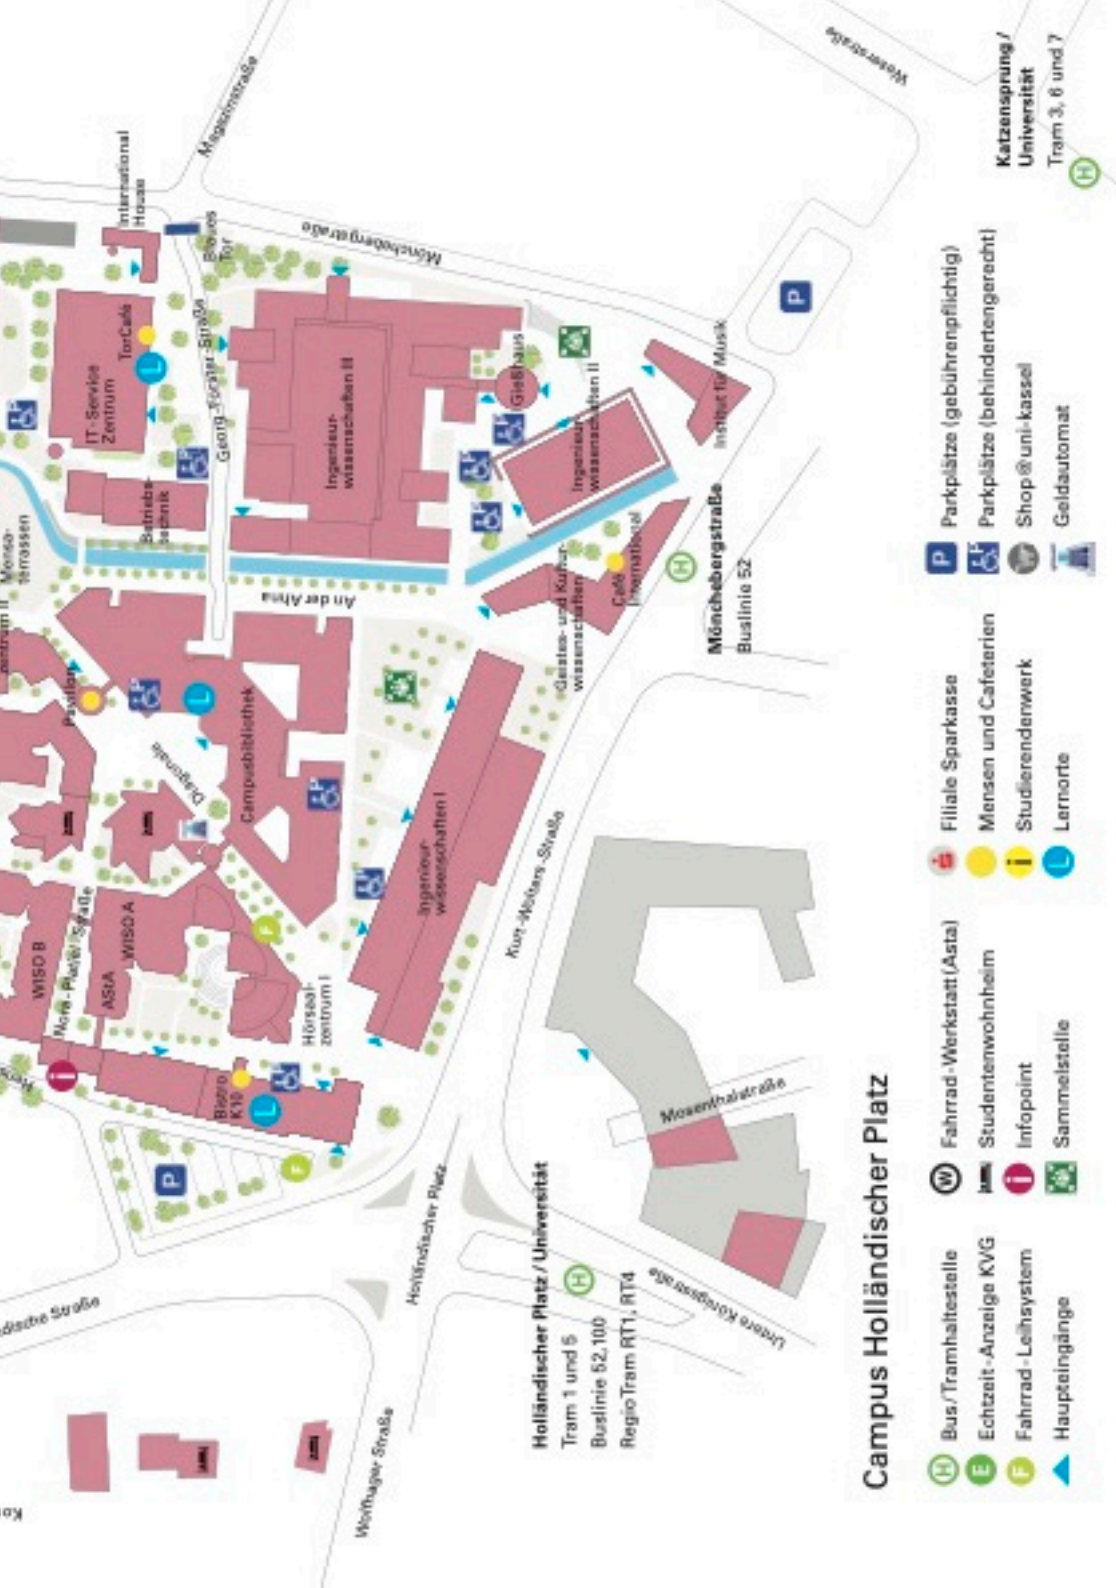 Magazinstraße
Weserstraße
Katzensprung /
Universität
Tram 3, 6 und 7
International
House
Blaues
Tor
Mönchebergstraße
TorCafé
IT-Service
Zentrum
Georg-Forster-Straße
Betriebs-
technik
Mensa-
terrassen
Ingenieur-
wissenschaften III
Gießhaus
Ingenieur-
wissenschaften II
Institut für Musik
An der Ahna
Geistes- und Kultur-
wissenschaften
Café
International
Mönchebergstraße
Buslinie 52
Pavillon
Diagonale
Campusbibliothek
Ingenieur-
wissenschaften I
Kurt-Wolters-Straße
WISO B
Nora-Platiel-Straße
WISO A
AStA
Hörsaal-
zentrum I
Bistro
K10
Mosenthalstraße
Holländischer Platz
Holländischer Platz / Universität
Tram 1 und 5
Buslinie 52,100
RegioTram RT1, RT4
Untere Königsstraße
dische Straße
Wolfhager Straße
Campus Holländischer Platz
H Bus/Tramhaltestelle
E Echtzeit-Anzeige KVG
F Fahrrad-Leihsystem
Haupteingänge
W Fahrrad-Werkstatt (Asta)
Studentenwohnheim
i Infopoint
Sammelstelle
Filiale Sparkasse
Mensen und Cafeterien
i Studierendenwerk
L Lernorte
P Parkplätze (gebührenpflichtig)
P Parkplätze (behindertengerecht)
Shop@uni-kassel
Geldautomat